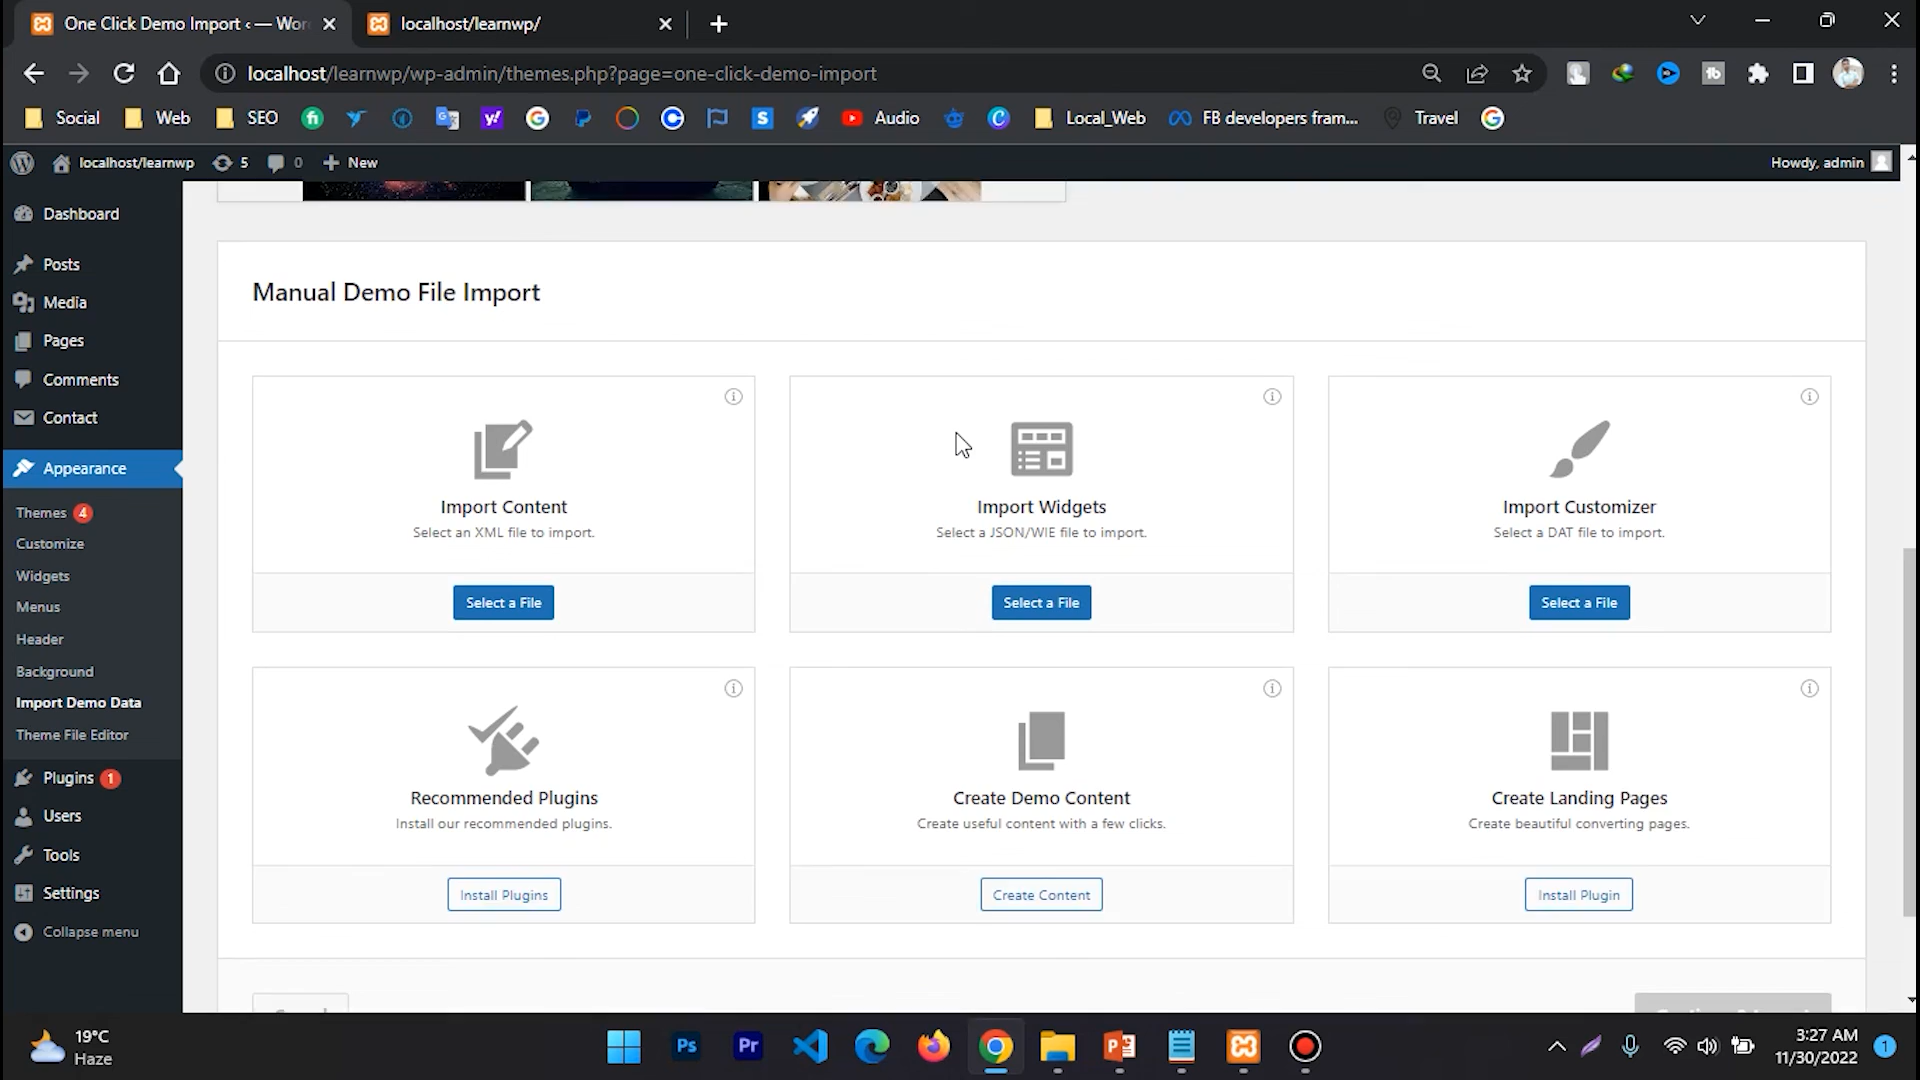 One Click Demo Import ‹ — Wor
localhost/learnwp/
localhost/learnwp/wp-admin/themes.php?page=one-click-demo-import
Social
Web
SEO
Audio
Local_Web
FB developers fram...
Travel
localhost/learnwp
5
0
New
Howdy, admin
Dashboard
Posts
Media
Pages
Comments
Contact
Appearance
Themes 4
Customize
Widgets
Menus
Header
Background
Import Demo Data
Theme File Editor
Plugins 1
Users
Tools
Settings
Collapse menu
Manual Demo File Import
Import Content
Select an XML file to import.
Select a File
Import Widgets
Select a JSON/WIE file to import.
Select a File
Import Customizer
Select a DAT file to import.
Select a File
Recommended Plugins
Install our recommended plugins.
Install Plugins
Create Demo Content
Create useful content with a few clicks.
Create Content
Create Landing Pages
Create beautiful converting pages.
Install Plugin
19°C
Haze
Ps
Pr
3:27 AM
11/30/2022
1